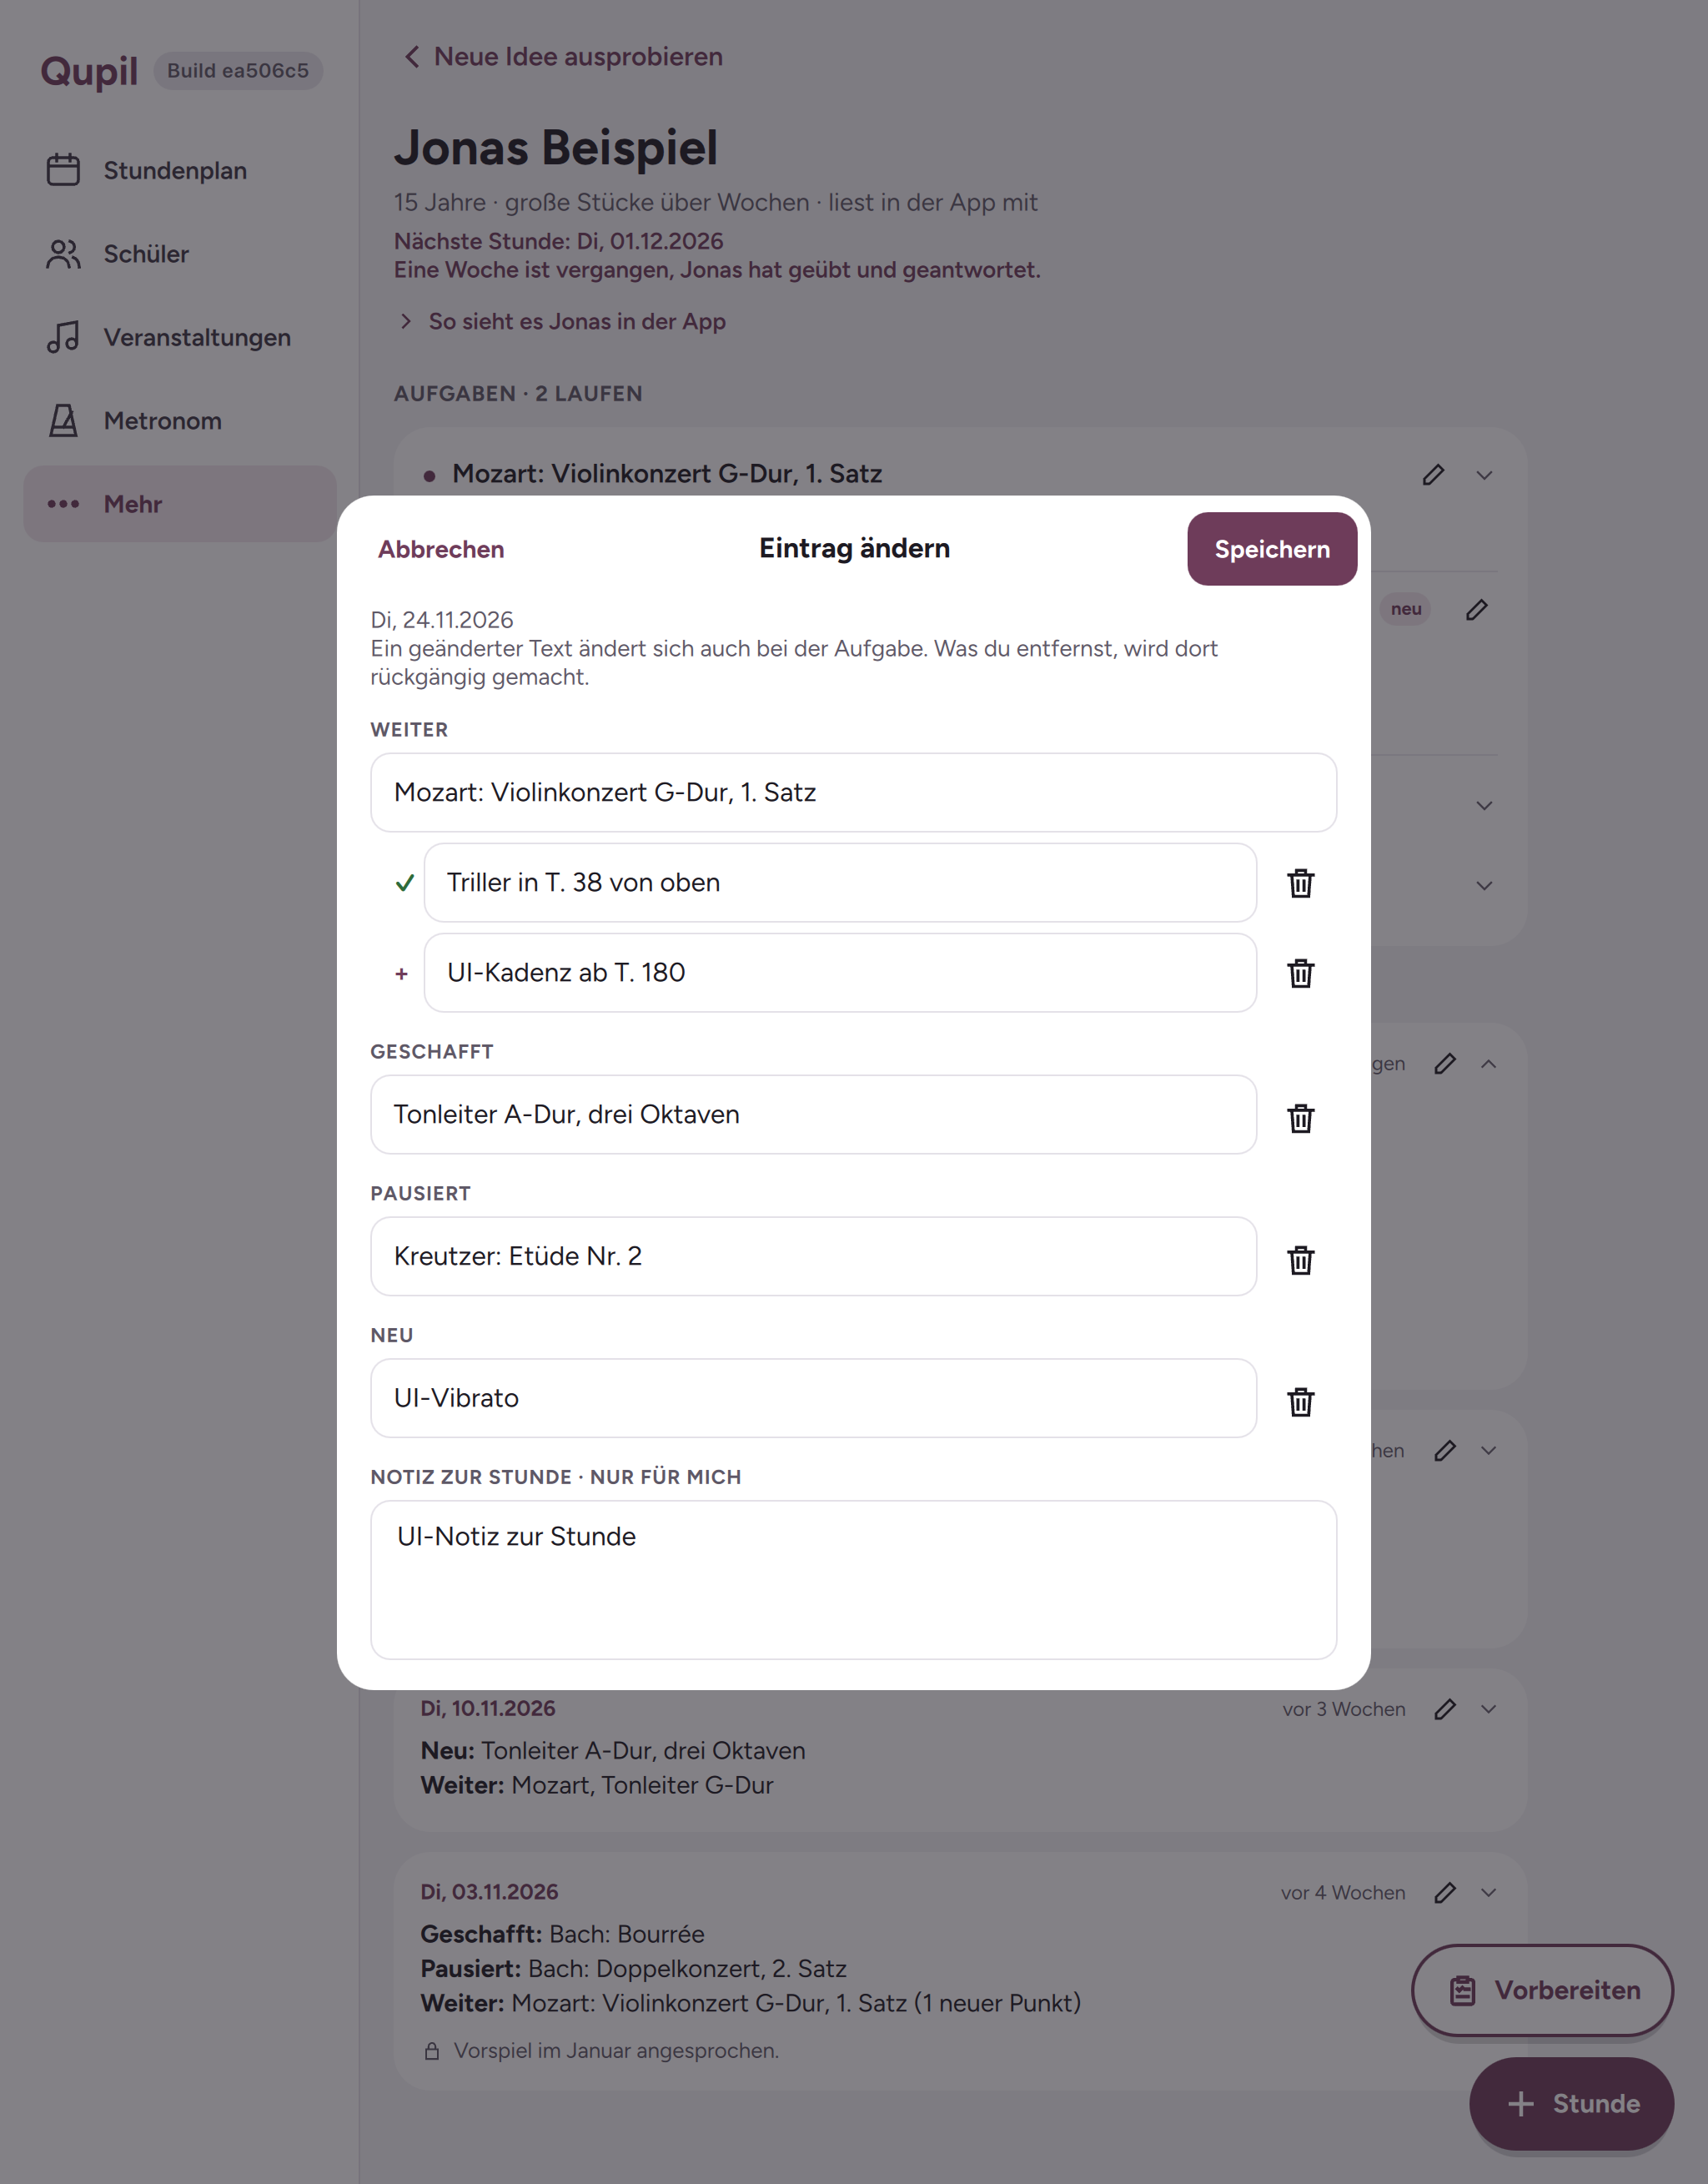 Qupil
Build ea506c5
Stundenplan
Schüler
Veranstaltungen
Metronom
Mehr
Neue Idee ausprobieren
Jonas Beispiel
15 Jahre · große Stücke über Wochen · liest in der App mit
Nächste Stunde: Di, 01.12.2026
Eine Woche ist vergangen, Jonas hat geübt und geantwortet.
So sieht es Jonas in der App
AUFGABEN · 2 LAUFEN
Mozart: Violinkonzert G-Dur, 1. Satz
neu
Abbrechen
Eintrag ändern
Speichern
Di, 24.11.2026
Ein geänderter Text ändert sich auch bei der Aufgabe. Was du entfernst, wird dort
rückgängig gemacht.
WEITER
Mozart: Violinkonzert G-Dur, 1. Satz
Triller in T. 38 von oben
+ UI-Kadenz ab T. 180
GESCHAFFT
Tonleiter A-Dur, drei Oktaven
PAUSIERT
Kreutzer: Etüde Nr. 2
NEU
UI-Vibrato
NOTIZ ZUR STUNDE · NUR FÜR MICH
UI-Notiz zur Stunde
Di, 10.11.2026
vor 3 Wochen
Neu: Tonleiter A-Dur, drei Oktaven
Weiter: Mozart, Tonleiter G-Dur
Di, 03.11.2026
vor 4 Wochen
Geschafft: Bach: Bourrée
Pausiert: Bach: Doppelkonzert, 2. Satz
Weiter: Mozart: Violinkonzert G-Dur, 1. Satz (1 neuer Punkt)
Vorspiel im Januar angesprochen.
Vorbereiten
Stunde